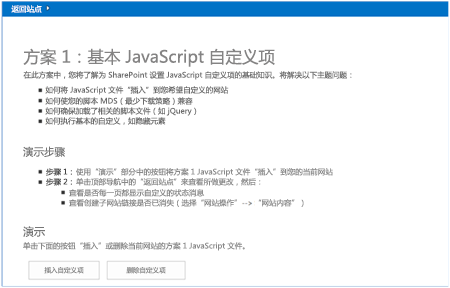 返回站点
方案 1：基本 JavaScript 自定义项
在此方案中，您将了解为 SharePoint 设置 JavaScript 自定义项的基础知识。将解决以下主题问题：
■ 如何将 JavaScript 文件“插入”到您希望自定义的网站
■ 如何使您的脚本 MDS（最少下载策略）兼容
■ 如何确保加载了相关的脚本文件（如 jQuery）
■ 如何执行基本的自定义，如隐藏元素
演示步骤
■ 步骤 1：使用“演示”部分中的按钮将方案 1 JavaScript 文件“插入”到您的当前网站
■ 步骤 2：单击顶部导航中的“返回站点”来查看所做更改，然后：
■ 查看是否每一页都显示自定义的状态消息
■ 查看创建子网站链接是否已消失（选择“网站操作”--> “网站内容”）
演示
单击下面的按钮“插入”或删除当前网站的方案 1 JavaScript 文件。
插入自定义项 删除自定义项